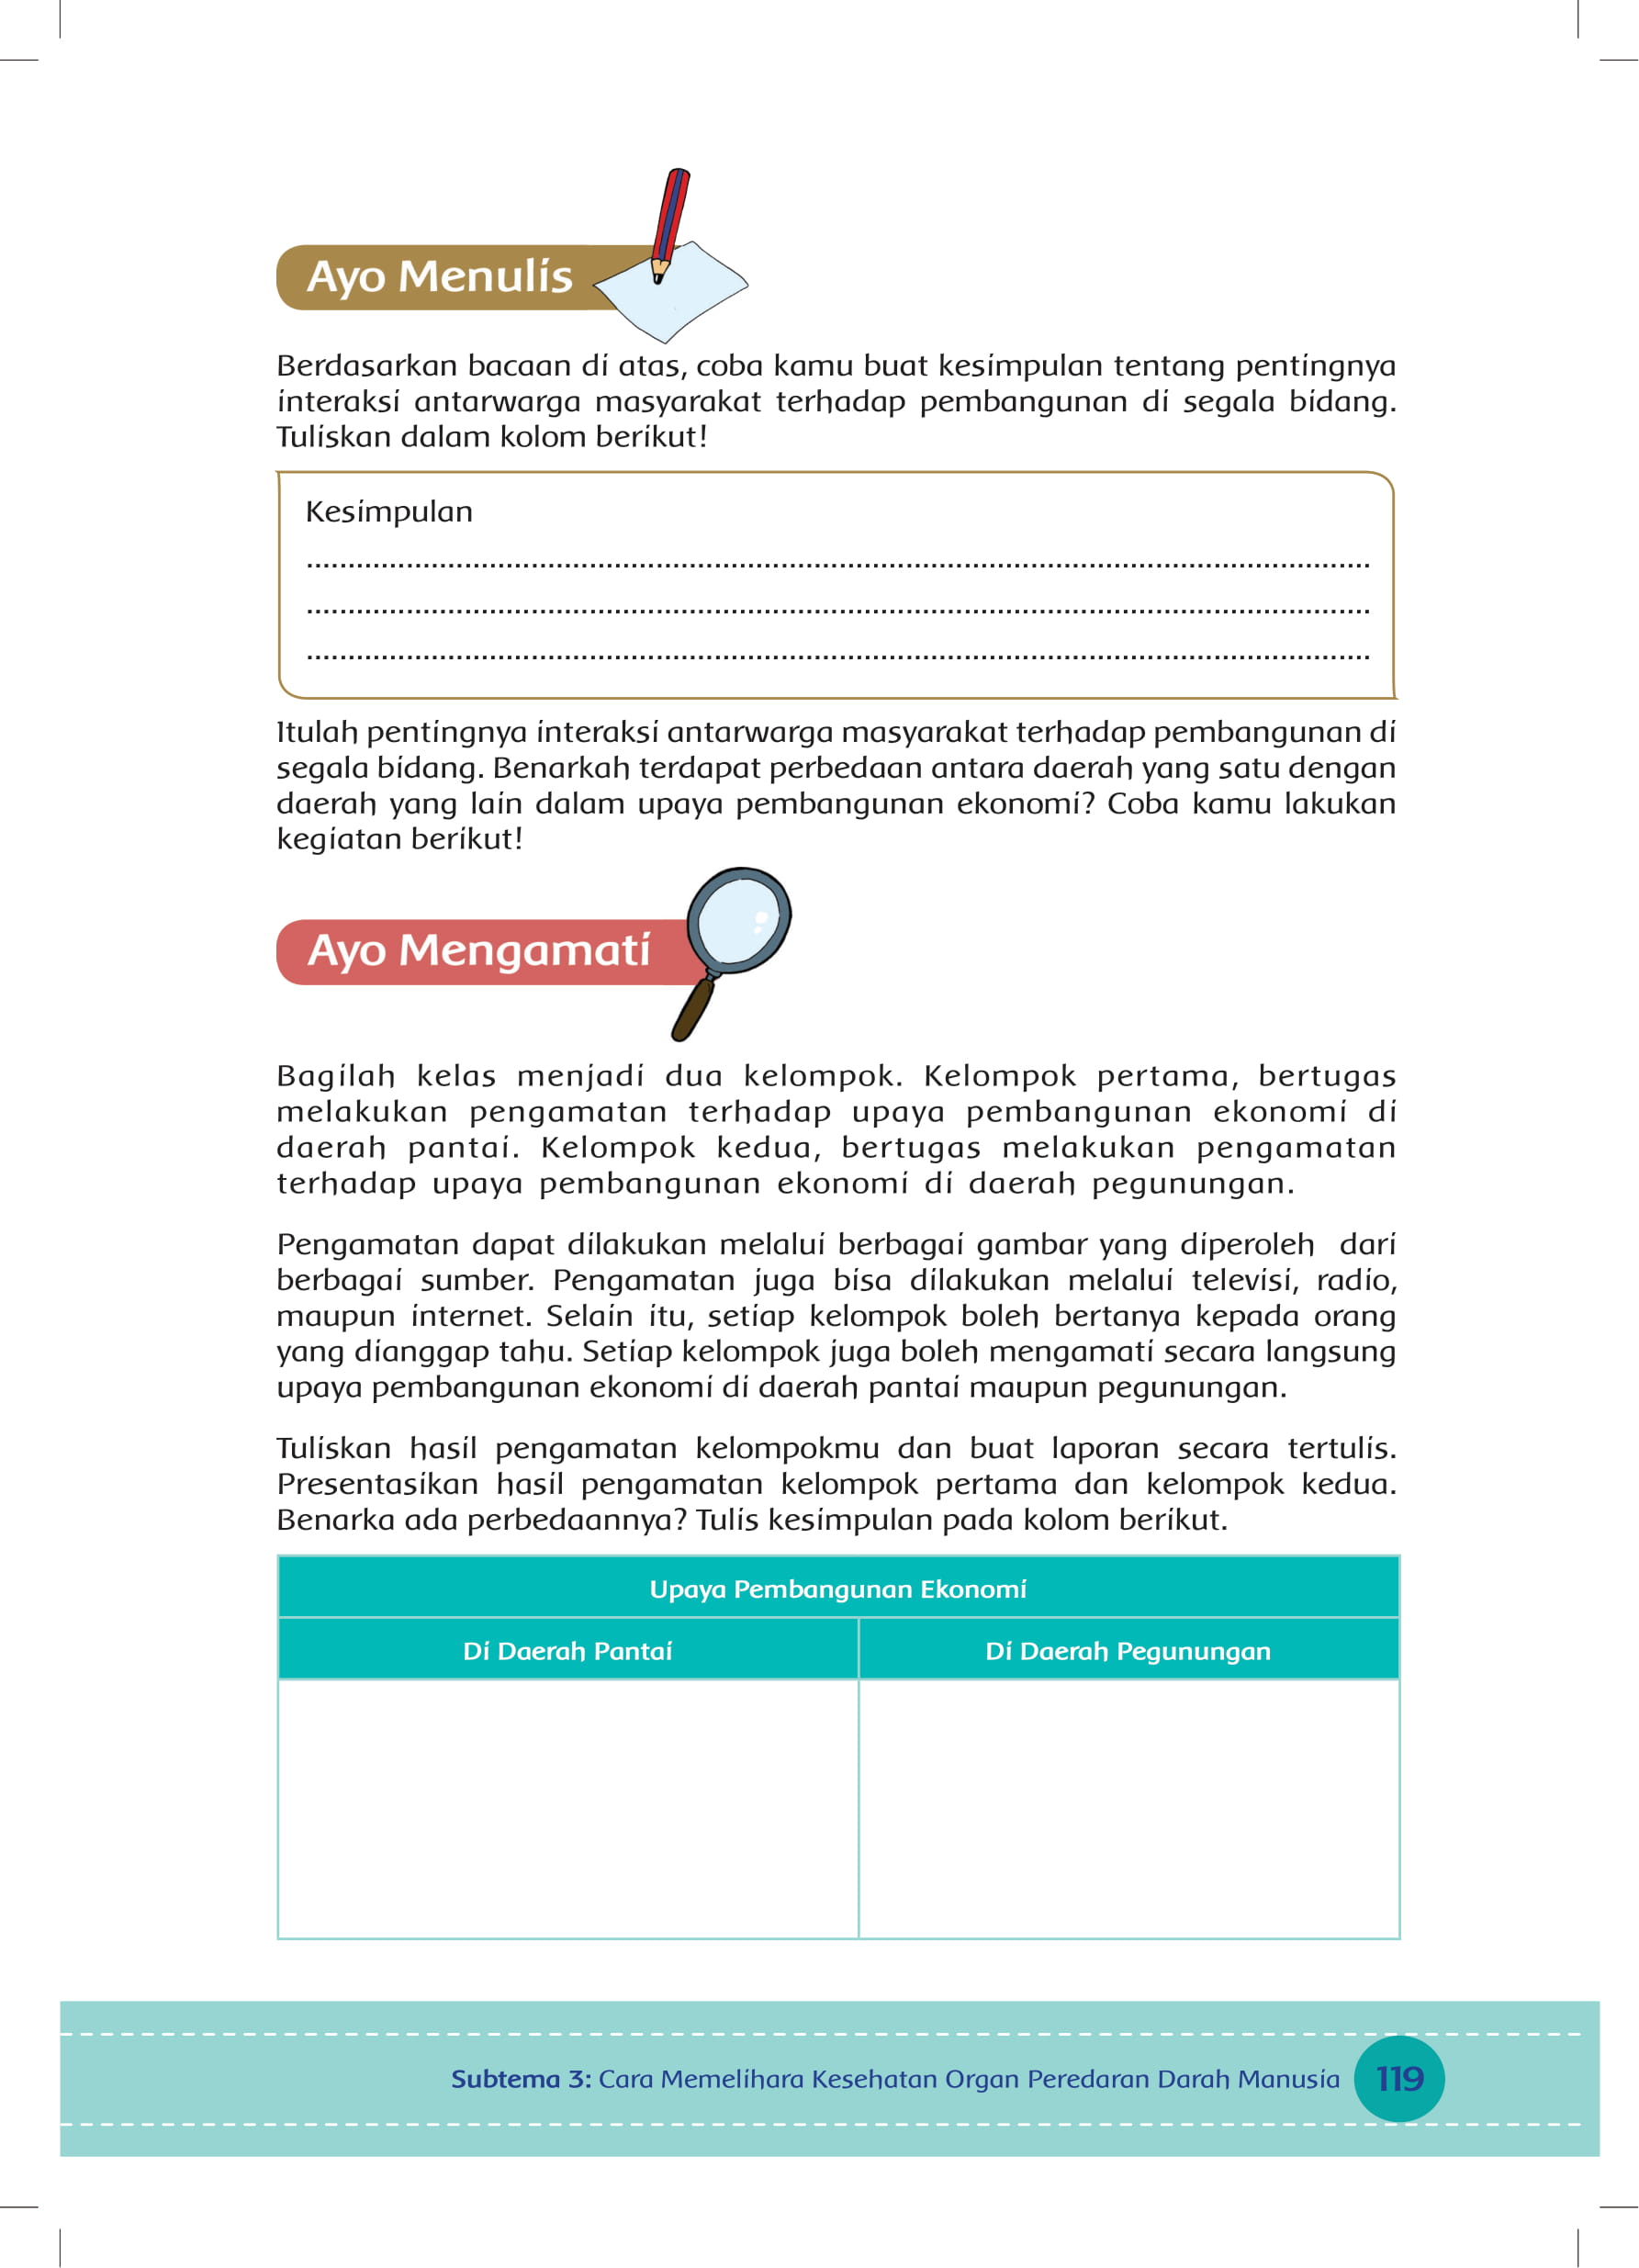 Ayo Menulis
Berdasarkan bacaan di atas, coba kamu buat kesimpulan tentang pentingnya
interaksi antarwarga masyarakat terhadap pembangunan di segala bidang.
Tuliskan dalam kolom berikut!
Kesimpulan
Itulah pentingnya interaksi antarwarga masyarakat terhadap pembangunan di
segala bidang. Benarkah terdapat perbedaan antara daerah yang satu dengan
daerah yang lain dalam upaya pembangunan ekonomi? Coba kamu lakukan
kegiatan berikut!
Ayo Mengamati
Bagilah kelas menjadi dua kelompok. Kelompok pertama, bertugas
melakukan pengamatan terhadap upaya pembangunan ekonomi di
daerah pantai. Kelompok kedua, bertugas melakukan pengamatan
terhadap upaya pembangunan ekonomi di daerah pegunungan.
Pengamatan dapat dilakukan melalui berbagai gambar yang diperoleh dari
berbagai sumber. Pengamatan juga bisa dilakukan melalui televisi, radio,
maupun internet. Selain itu, setiap kelompok boleh bertanya kepada orang
yang dianggap tahu. Setiap kelompok juga boleh mengamati secara langsung
upaya pembangunan ekonomi di daerah pantai maupun pegunungan.
Tuliskan hasil pengamatan kelompokmu dan buat laporan secara tertulis.
Presentasikan hasil pengamatan kelompok pertama dan kelompok kedua.
Benarka ada perbedaannya? Tulis kesimpulan pada kolom berikut.
Upaya Pembangunan Ekonomi
Di Daerah Pantai
Di Daerah Pegunungan
Subtema 3: Cara Memelihara Kesehatan Organ Peredaran Darah Manusia
119